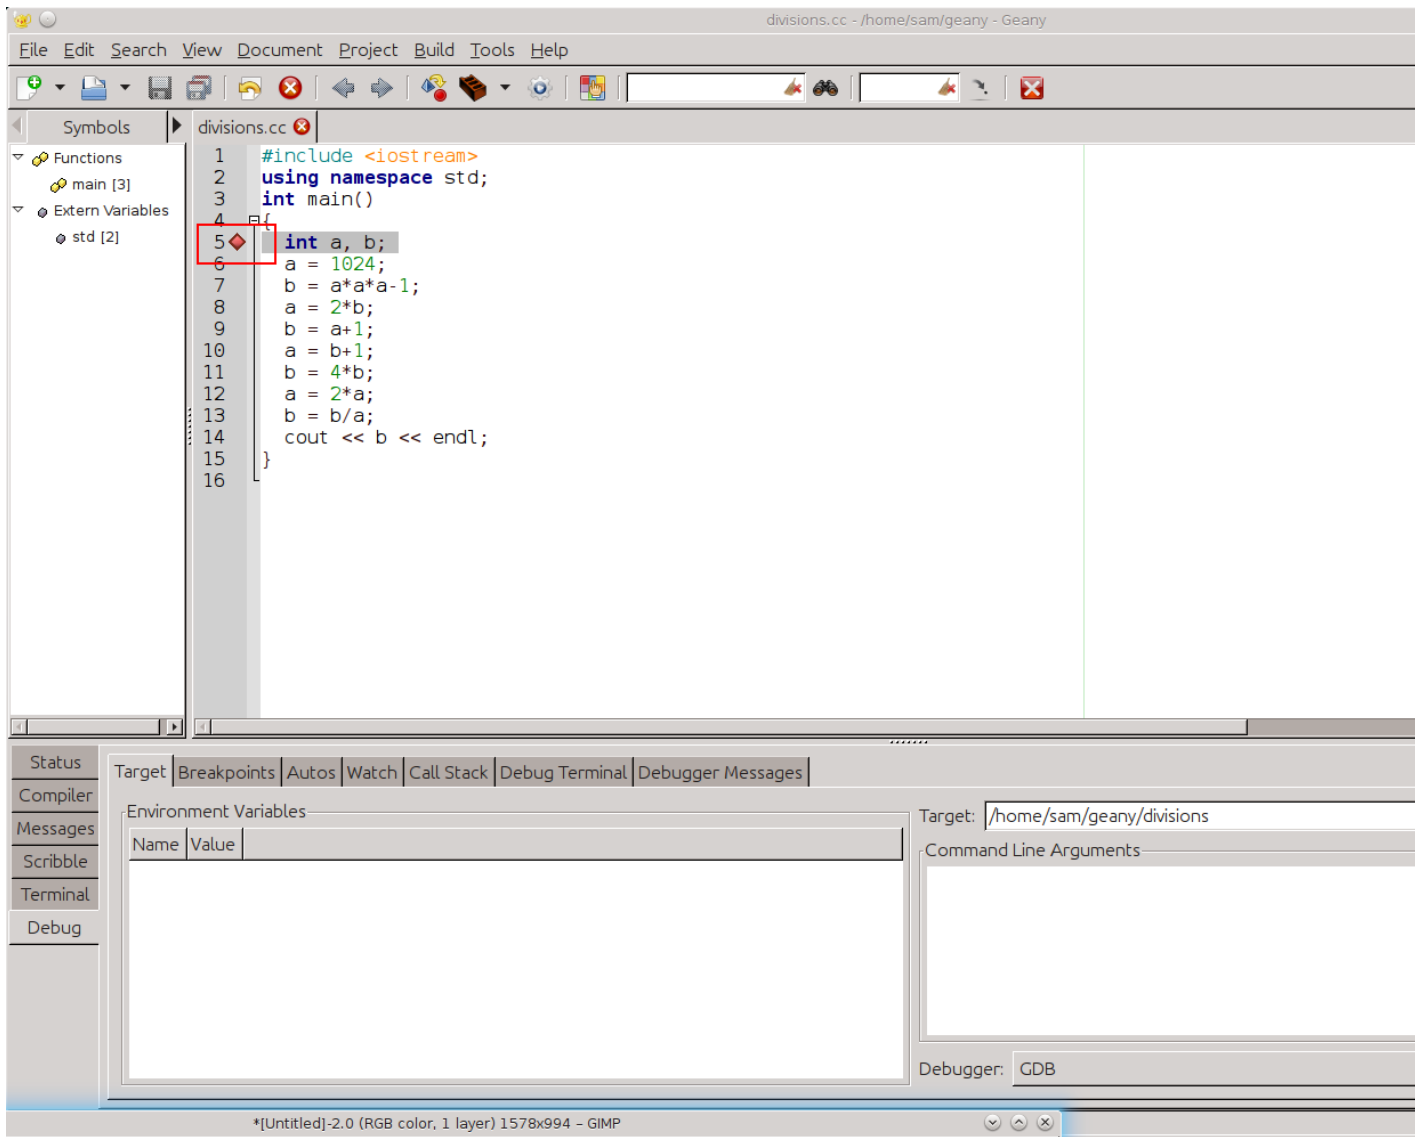 divisions.cc - /home/sam/geany - Geany
File Edit Search View Document Project Build Tools Help
Symbols divisions.cc
Functions
main [3]
Extern Variables
std [2]
1 #include <iostream>
2 using namespace std;
3 int main()
4 {
5 int a, b;
6 a = 1024;
7 b = a*a*a-1;
8 a = 2*b;
9 b = a+1;
10 a = b+1;
11 b = 4*b;
12 a = 2*a;
13 b = b/a;
14 cout << b << endl;
15 }
16
Status
Compiler
Messages
Scribble
Terminal
Debug
Target Breakpoints Autos Watch Call Stack Debug Terminal Debugger Messages
Environment Variables
Name Value
Target: /home/sam/geany/divisions
Command Line Arguments
Debugger: GDB
*[Untitled]-2.0 (RGB color, 1 layer) 1578x994 – GIMP